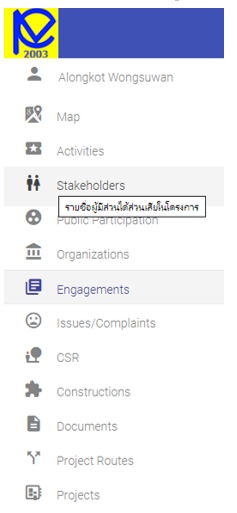 2003
Alongkot Wongsuwan
Map
Activities
Stakeholders
รายชื่อผู้มีส่วนได้ส่วนเสียในโครงการ
Public Participation
Organizations
Engagements
Issues/Complaints
CSR
Constructions
Documents
Project Routes
Projects